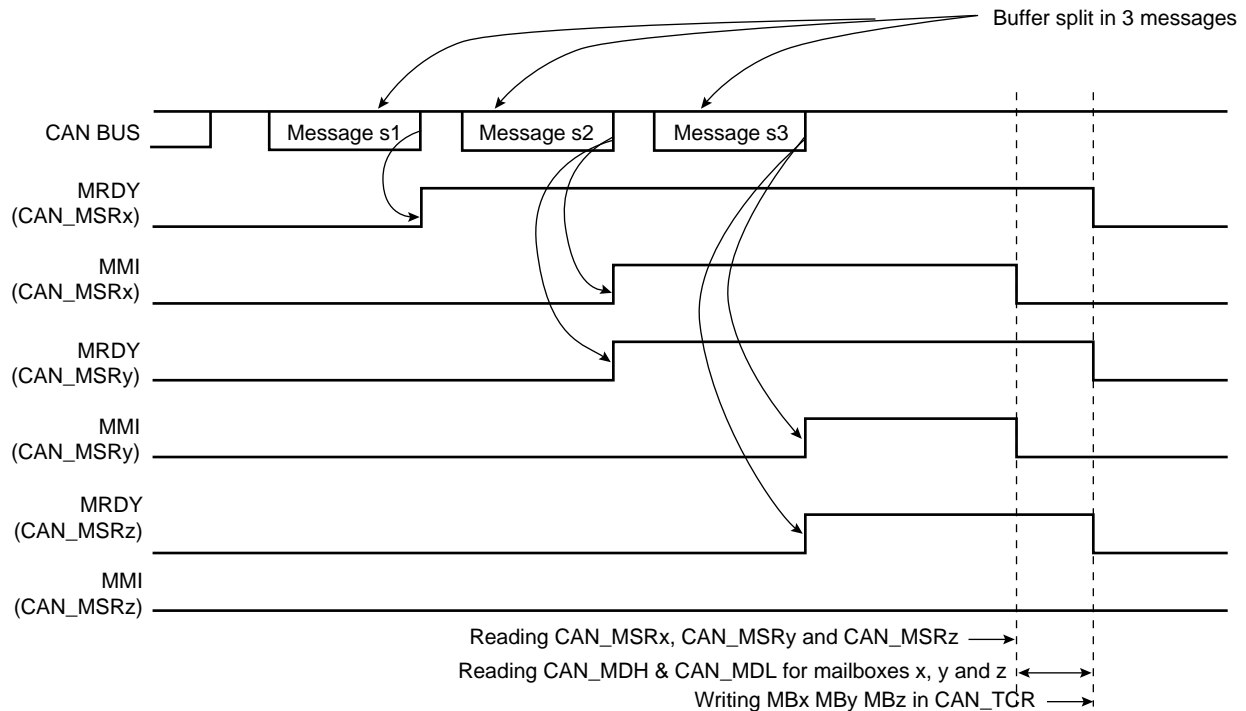 Buffer split in 3 messages
CAN BUS
Message s1
Message s2
Message s3
MRDY
(CAN_MSRx)
MMI
(CAN_MSRx)
MRDY
(CAN_MSRy)
MMI
(CAN_MSRy)
MRDY
(CAN_MSRz)
MMI
(CAN_MSRz)
Reading CAN_MSRx, CAN_MSRy and CAN_MSRz
Reading CAN_MDH & CAN_MDL for mailboxes x, y and z
Writing MBx MBy MBz in CAN_TCR